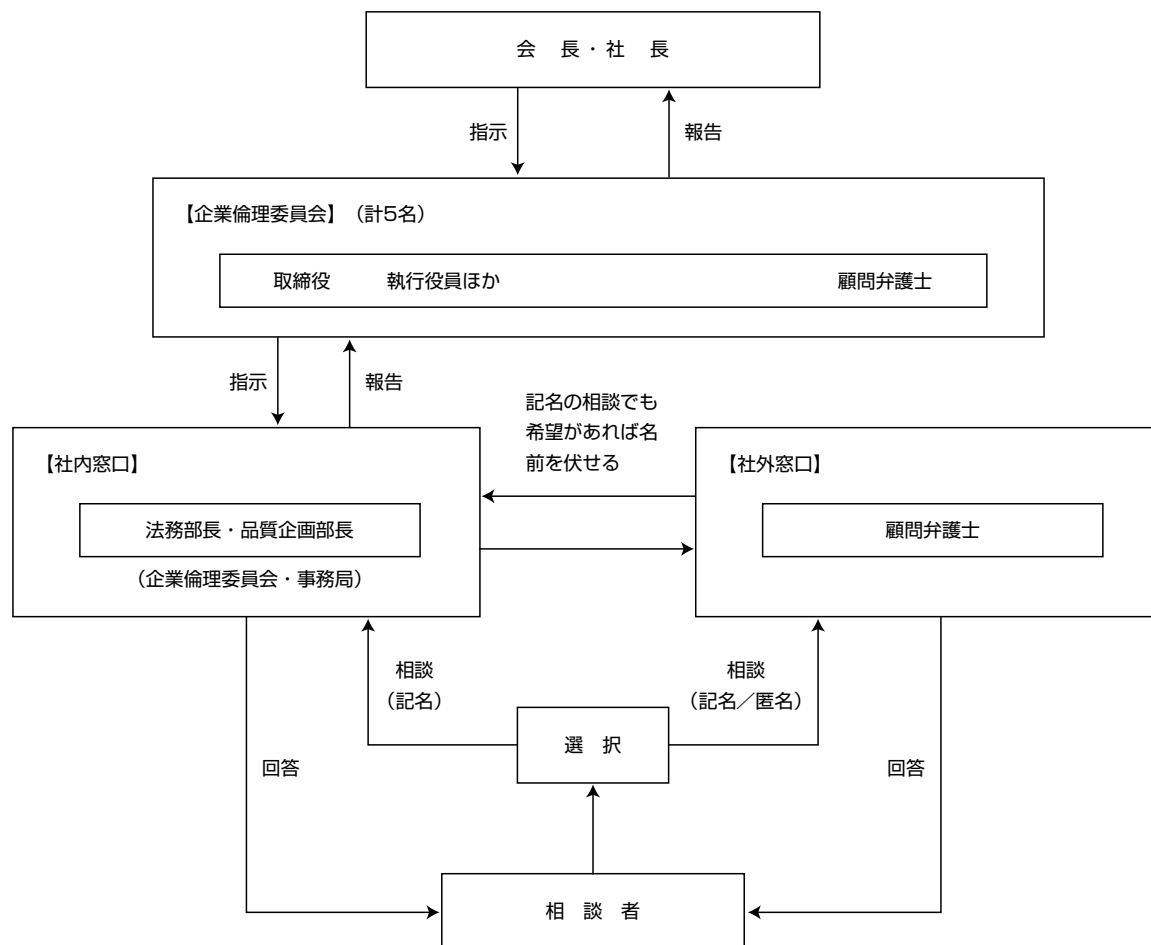 会 長・社 長
指示
報告
【企業倫理委員会】（計5名）
取締役 執行役員ほか 顧問弁護士
指示
報告
記名の相談でも
希望があれば名
前を伏せる
【社内窓口】
法務部長・品質企画部長
（企業倫理委員会・事務局）
【社外窓口】
顧問弁護士
相談
（記名）
相談
（記名／匿名）
選 択
回答
回答
相 談 者